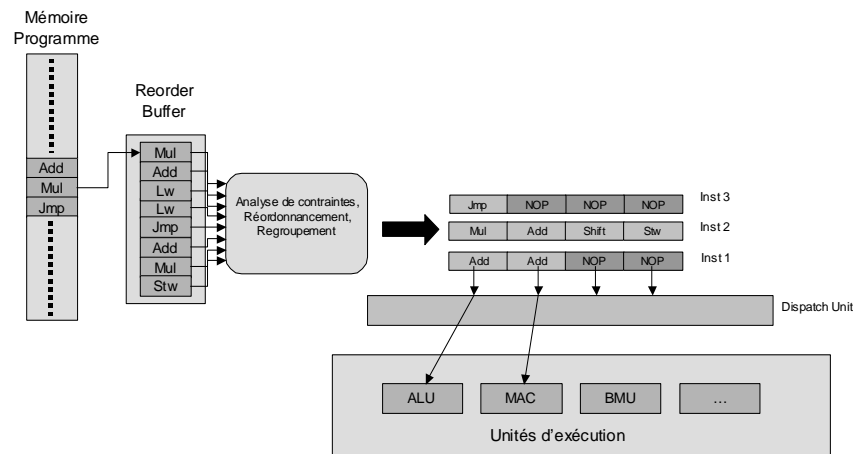 Mémoire
Programme
Add
Mul
Jmp
Reorder
Buffer
Mul
Add
Lw
Lw
Jmp
Add
Mul
Stw
Analyse de contraintes,
Réordonnancement,
Regroupement
Jmp NOP NOP NOP Inst 3
Mul Add Shift Stw Inst 2
Add Add NOP NOP Inst 1
Dispatch Unit
ALU MAC BMU ...
Unités d'exécution